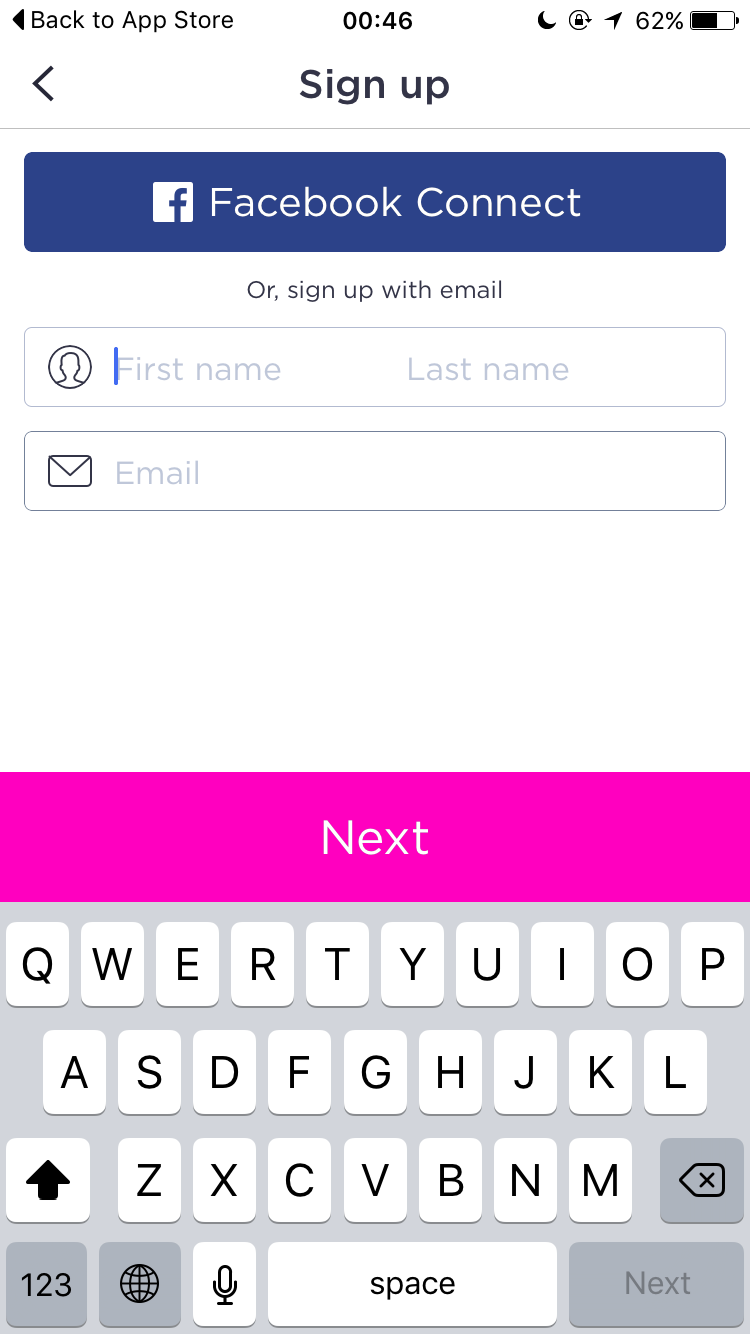 Back to App Store 00:46 62%
Sign up
Facebook Connect
Or, sign up with email
First name Last name
Email
Next
Q W E R T Y U I O P
A S D F G H J K L
Z X C V B N M
123 space Next